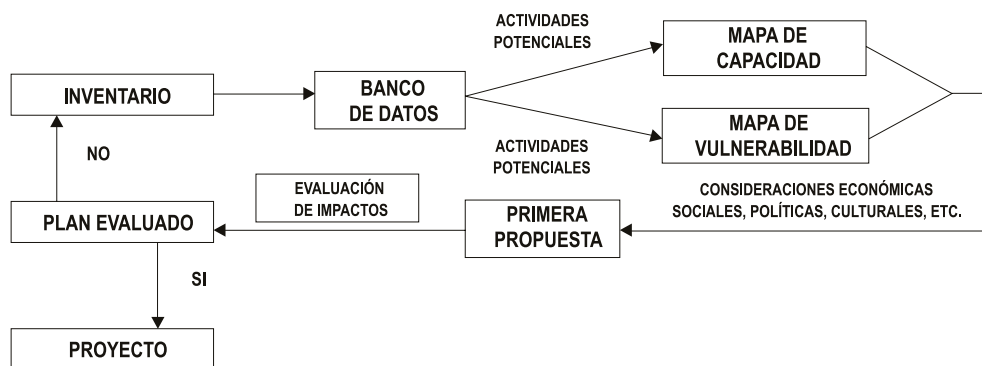 ACTIVIDADES
POTENCIALES
MAPA DE
CAPACIDAD
INVENTARIO
BANCO
DE DATOS
MAPA DE
VULNERABILIDAD
NO
ACTIVIDADES
POTENCIALES
EVALUACIÓN
DE IMPACTOS
CONSIDERACIONES ECONÓMICAS
SOCIALES, POLÍTICAS, CULTURALES, ETC.
PLAN EVALUADO
PRIMERA
PROPUESTA
SI
PROYECTO